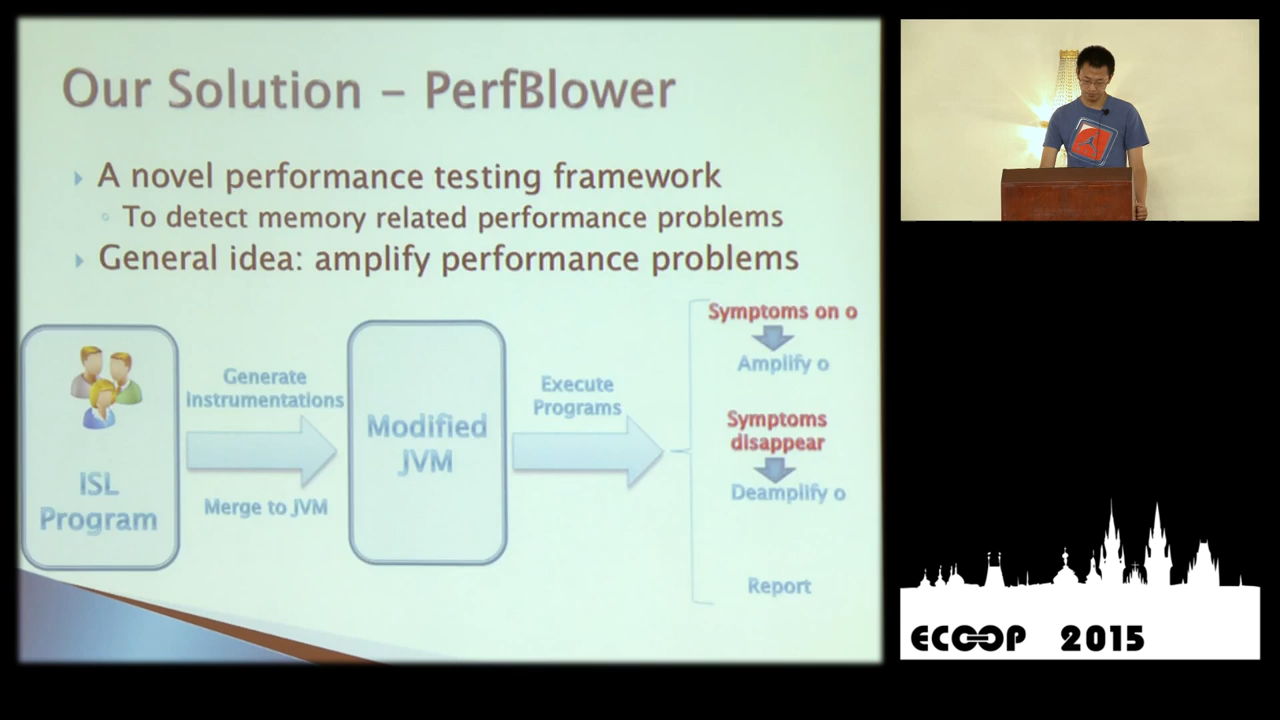 Our Solution – PerfBlower
A novel performance testing framework
To detect memory related performance problems
General idea: amplify performance problems
ISL
Program
Generate
instrumentations
Merge to JVM
Modified
JVM
Execute
Programs
Symptoms on o
Amplify o
Symptoms
disappear
Deamplify o
Report
ECOOP 2015